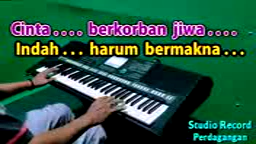 Cinta.... berkorban jiwa....
Indah... harum bermakna...
Studio Record
Perdagangan